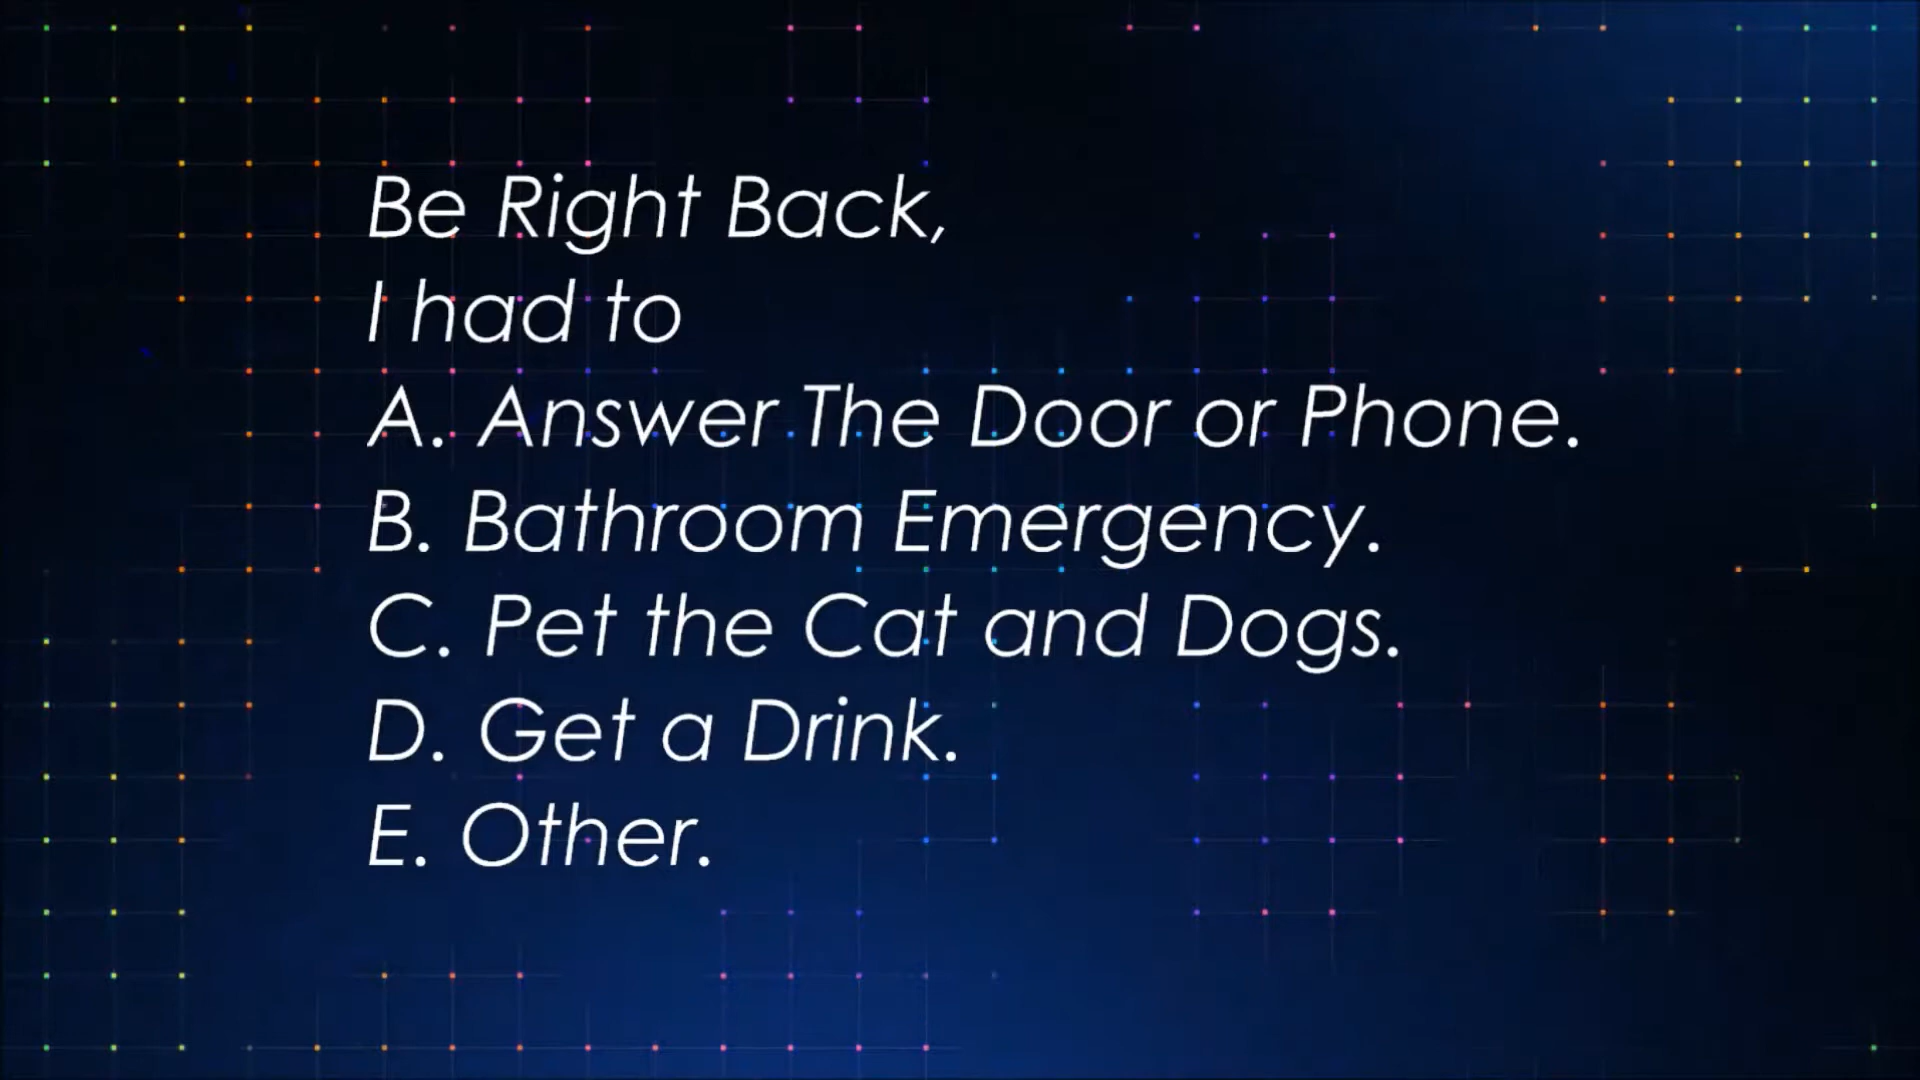 Be Right Back,
I had to
A. Answer The Door or Phone.
B. Bathroom Emergency.
C. Pet the Cat and Dogs.
D. Get a Drink.
E. Other.